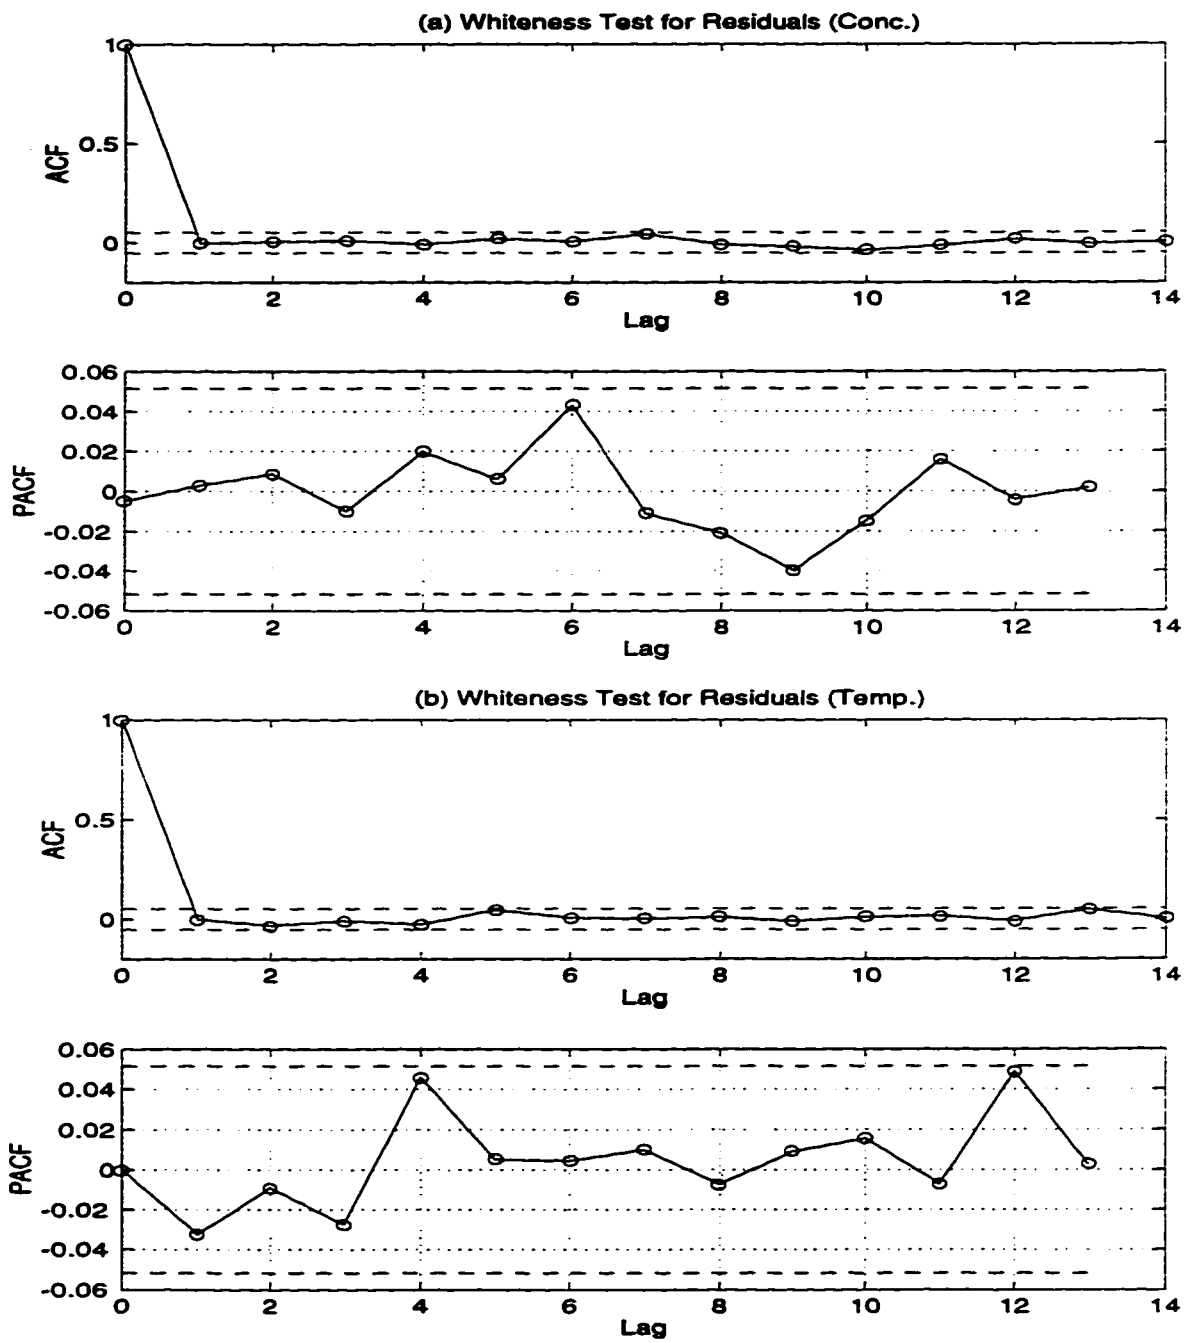 (a) Whiteness Test for Residuals (Conc.)
1
0.5
0
ACF
0 2 4 6 8 10 12 14
Lag
0.06
0.04
0.02
0
-0.02
-0.04
-0.06
PACF
0 2 4 6 8 10 12 14
Lag
(b) Whiteness Test for Residuals (Temp.)
1
0.5
0
ACF
0 2 4 6 8 10 12 14
Lag
0.06
0.04
0.02
0
-0.02
-0.04
-0.06
PACF
0 2 4 6 8 10 12 14
Lag